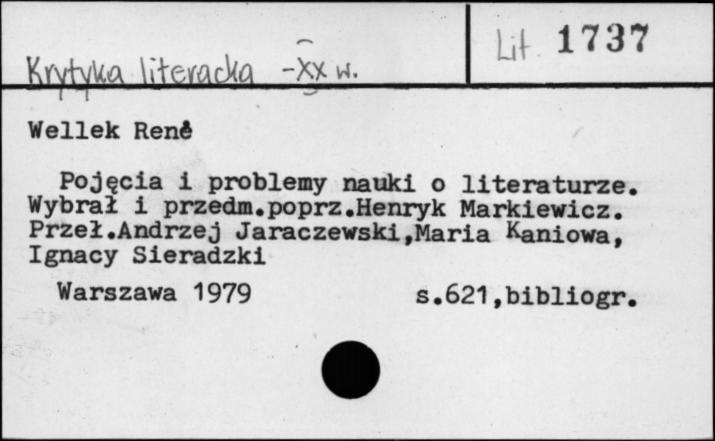 Krytyka literacka - XX w.
Lit 1737
Wellek René
Pojęcia i problemy nauki o literaturze.
Wybrał i przedm.poprz.Henryk Markiewicz.
Przeł.Andrzej Jaraczewski,Maria Kaniowa,
Ignacy Sieradzki
Warszawa 1979 s.621,bibliogr.